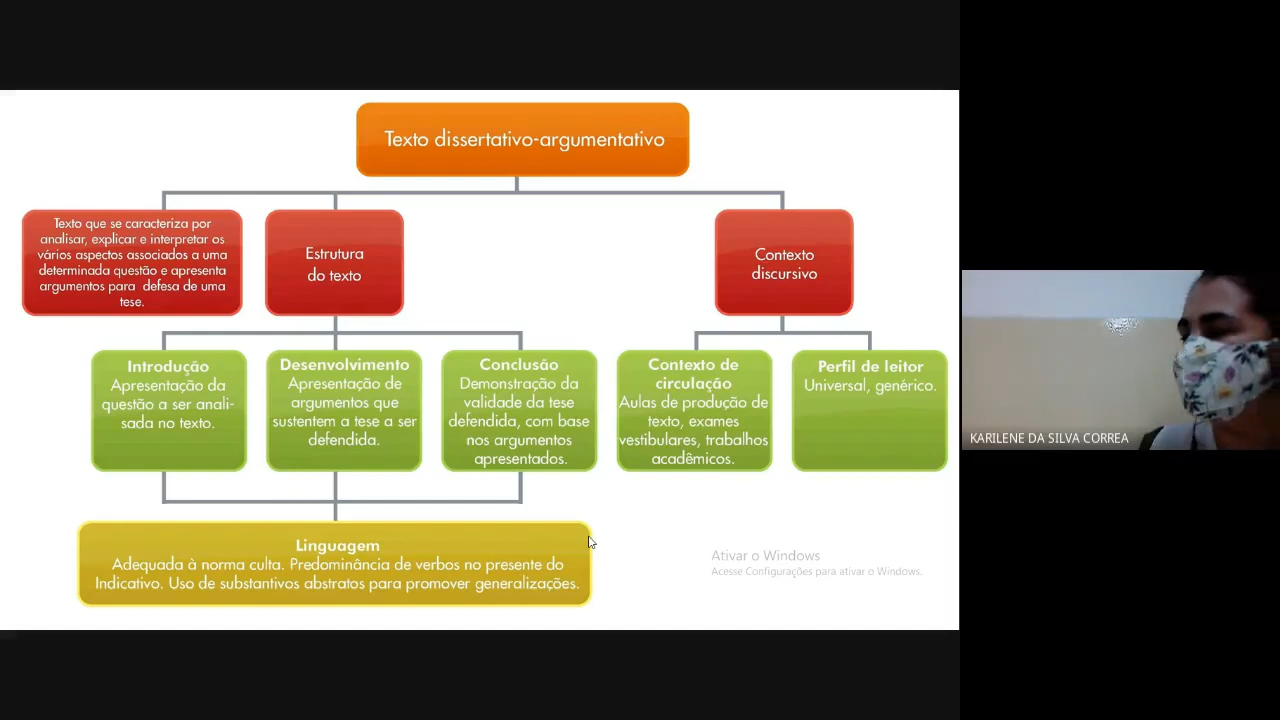 Texto dissertativo-argumentativo
Texto que se caracteriza por
analisar, explicar e interpretar os
vários aspectos associados a uma
determinada questão e apresenta
argumentos para defesa de uma
tese.
Estrutura
do texto
Contexto
discursivo
Introdução
Apresentação da
questão a ser anali-
sada no texto.
Desenvolvimento
Apresentação de
argumentos que
sustentem a tese a ser
defendida.
Conclusão
Demonstração da
validade da tese
defendida, com base
nos argumentos
apresentados.
Contexto de
circulação
Aulas de produção de
texto, exames
vestibulares, trabalhos
acadêmicos.
Perfil de leitor
Universal, genérico.
Linguagem
Adequada à norma culta. Predominância de verbos no presente do
Indicativo. Uso de substantivos abstratos para promover generalizações.
Ativar o Windows
Acesse Configurações para ativar o Windows.
KARILENE DA SILVA CORREA